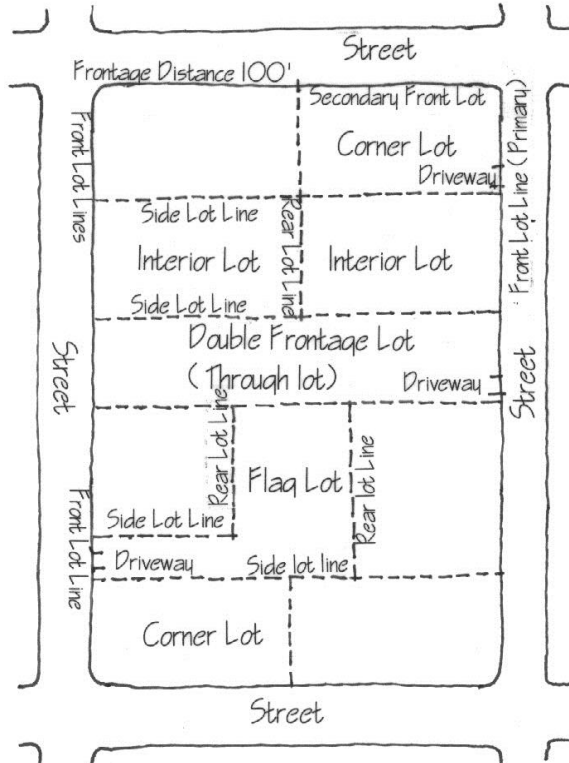 Street
Frontage Distance 100'
Secondary Front Lot
Corner Lot
Driveway
Front Lot Lines
Front Lot Line (Primary)
Side Lot Line
Rear Lot Line
Interior Lot
Interior Lot
Side Lot Line
Double Frontage Lot
(Through lot)
Driveway
Street
Street
Rear Lot Line
Flag Lot
Rear lot Line
Side Lot Line
Front Lot Line
Driveway
Side lot line
Corner Lot
Street